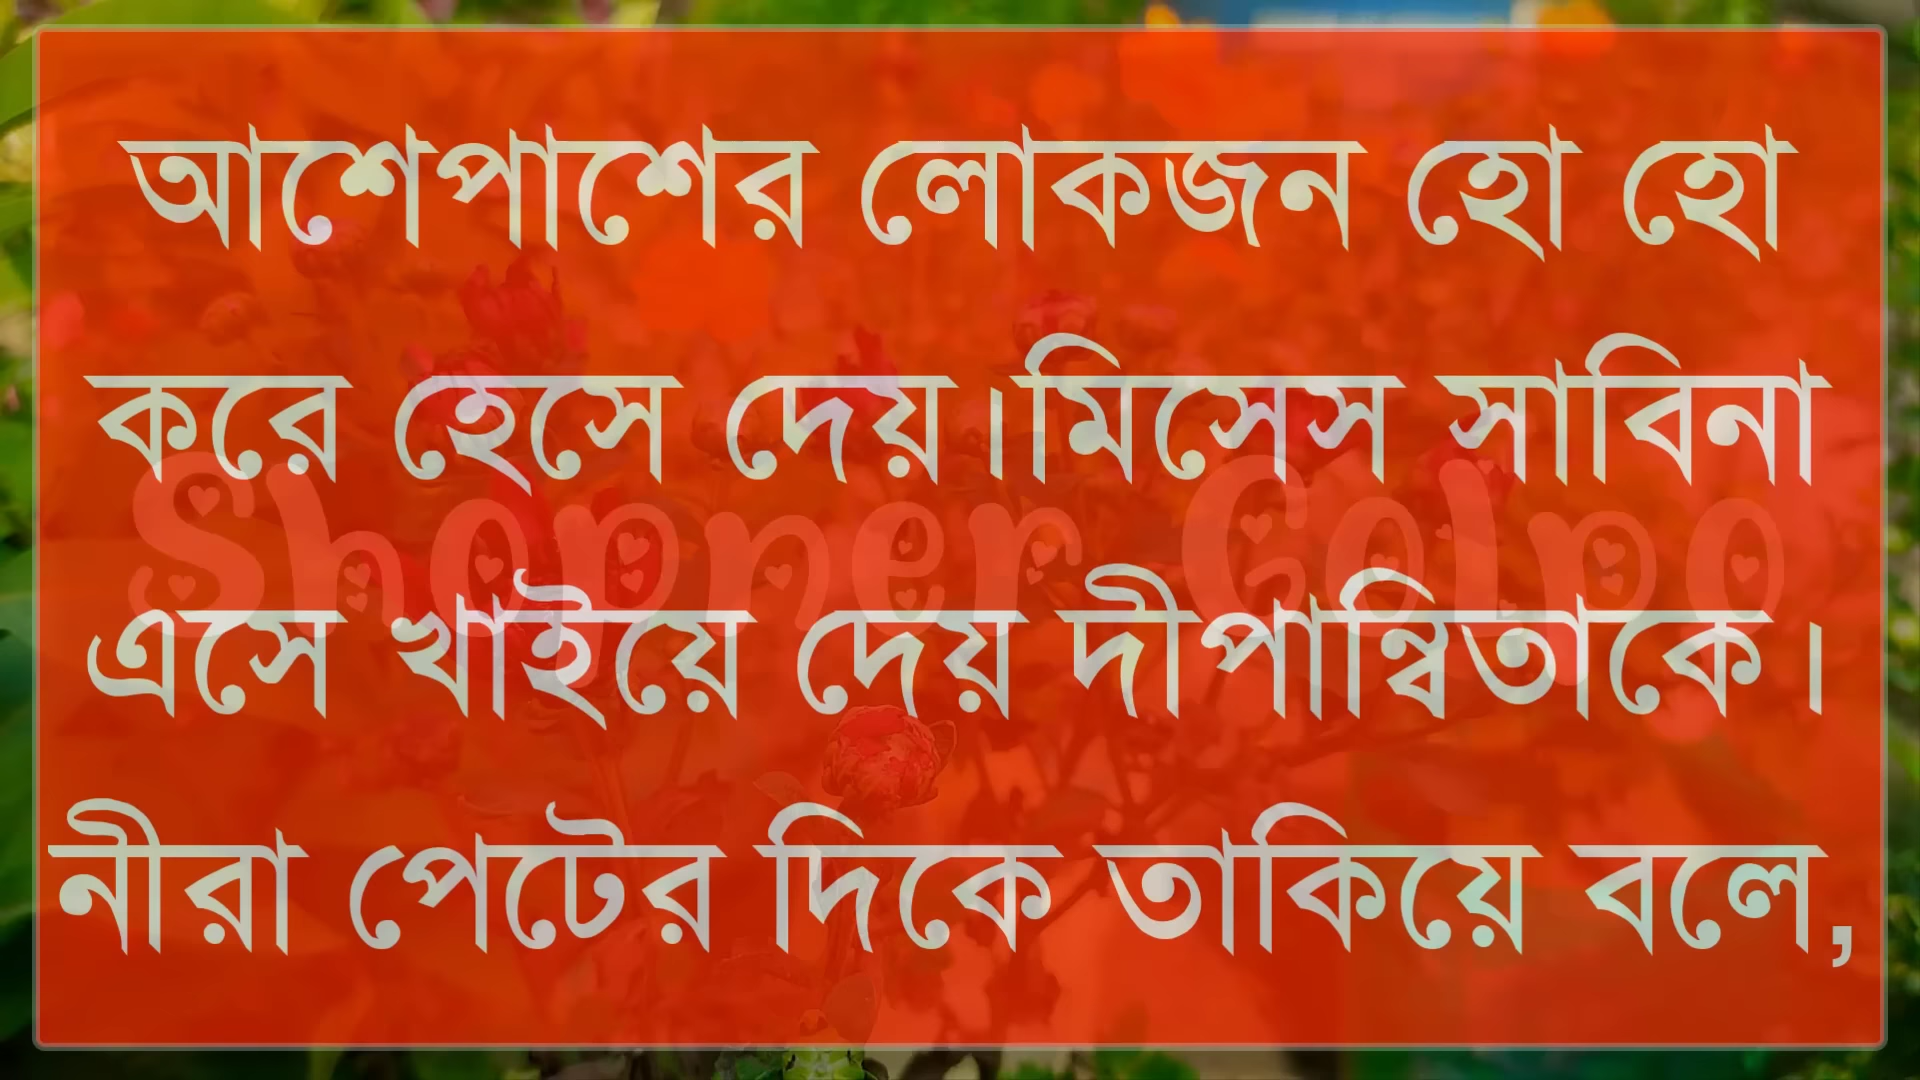 আশেপাশের লোকজন হো হো
করে হেসে দেয়।মিসেস সাবিনা
Shopner Golpo
এসে খাইয়ে দেয় দীপান্বিতাকে।
নীরা পেটের দিকে তাকিয়ে বলে,